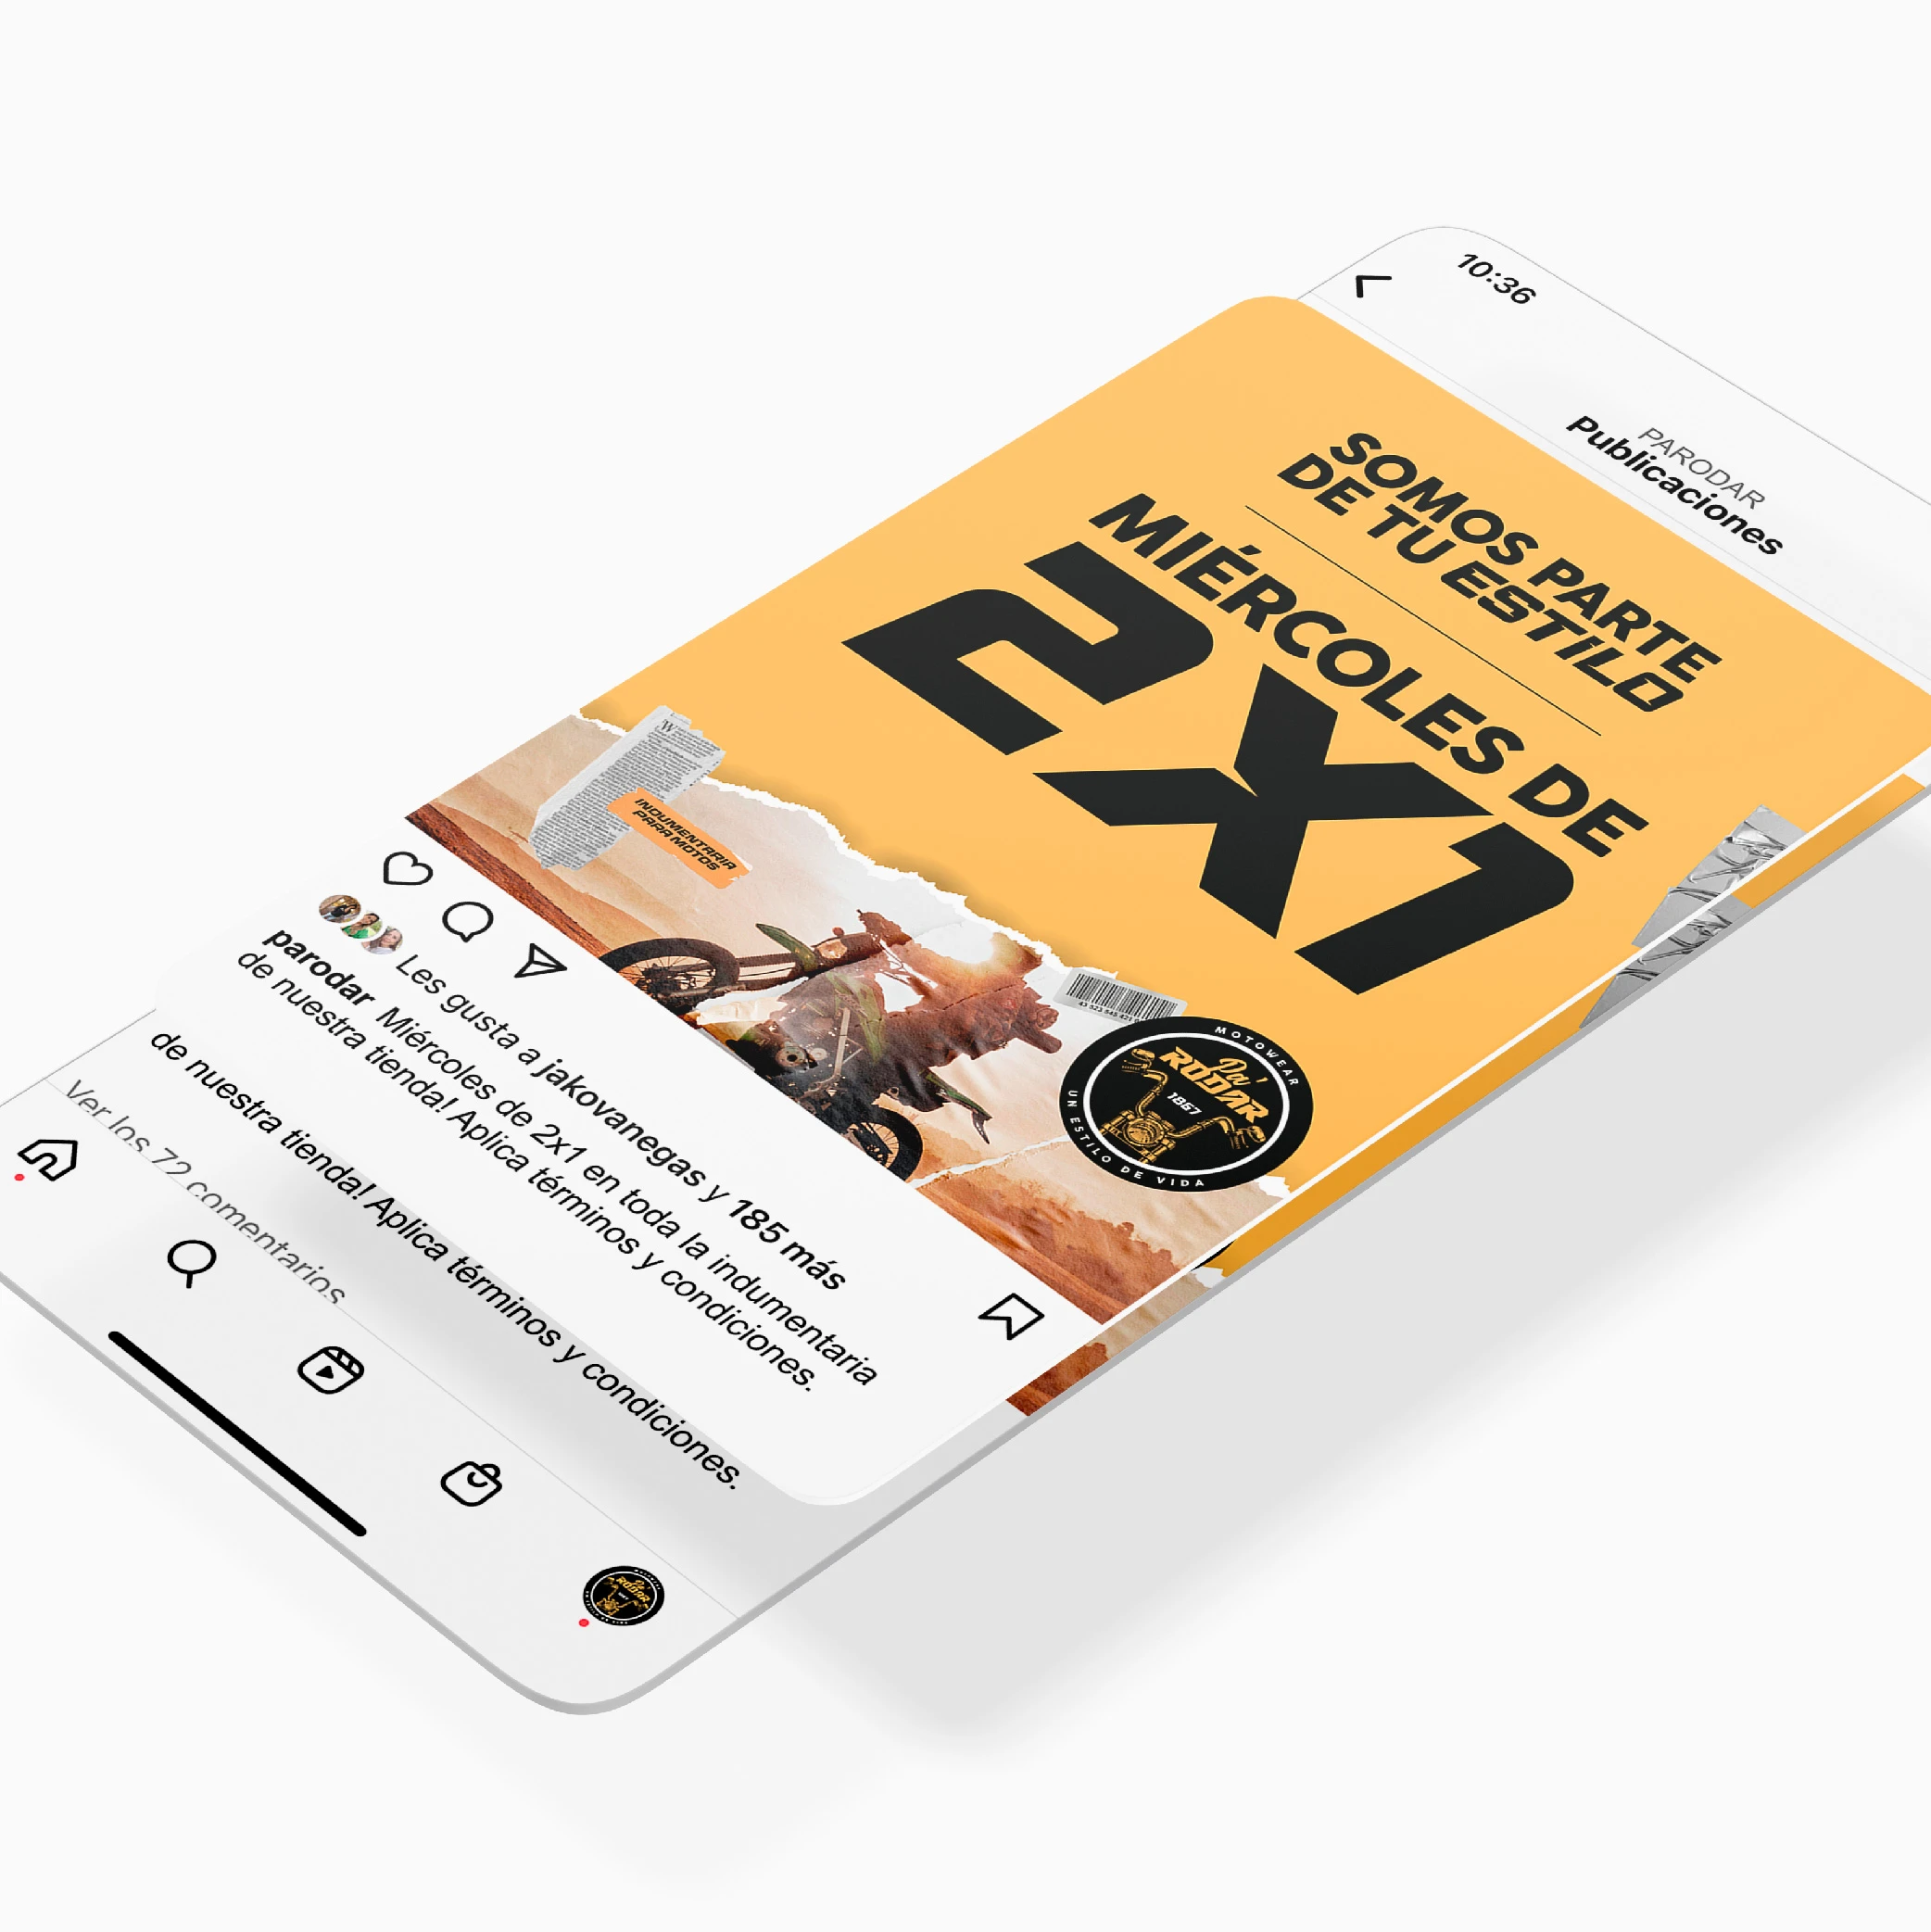 10:36
PARODAR
Publicaciones
SOMOS PARTE
DE TU ESTILO
MIÉRCOLES DE
2X1
INDUMENTARIA
PARA MOTOS
MOTOWEAR
Pa'
RODAR
1867
UN ESTILO DE VIDA
Les gusta a jakovanegas y 185 más
parodar Miércoles de 2x1 en toda la indumentaria
de nuestra tienda! Aplica términos y condiciones.
de nuestra tienda! Aplica términos y condiciones.
Ver los 72 comentarios
RODAR